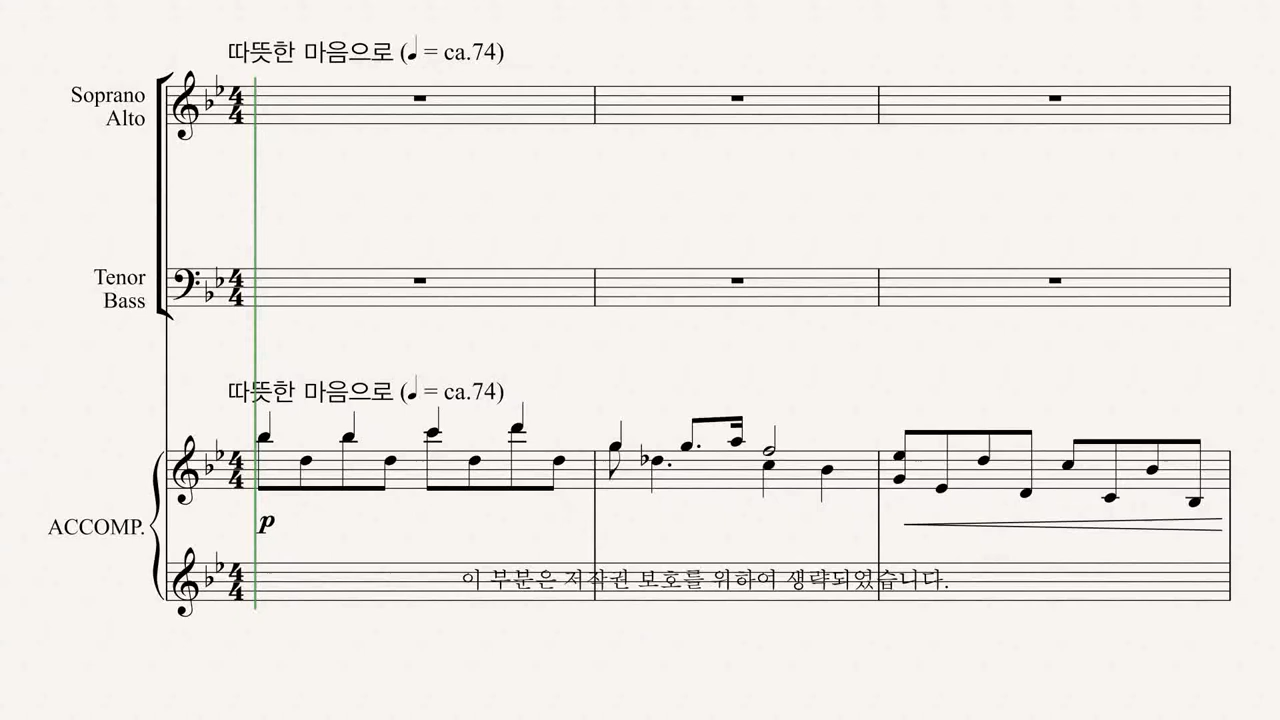 따뜻한 마음으로 (♩ = ca.74)
Soprano
Alto
Tenor
Bass
따뜻한 마음으로 (♩ = ca.74)
p
ACCOMP.
이 부분은 저작권 보호를 위하여 생략되었습니다.